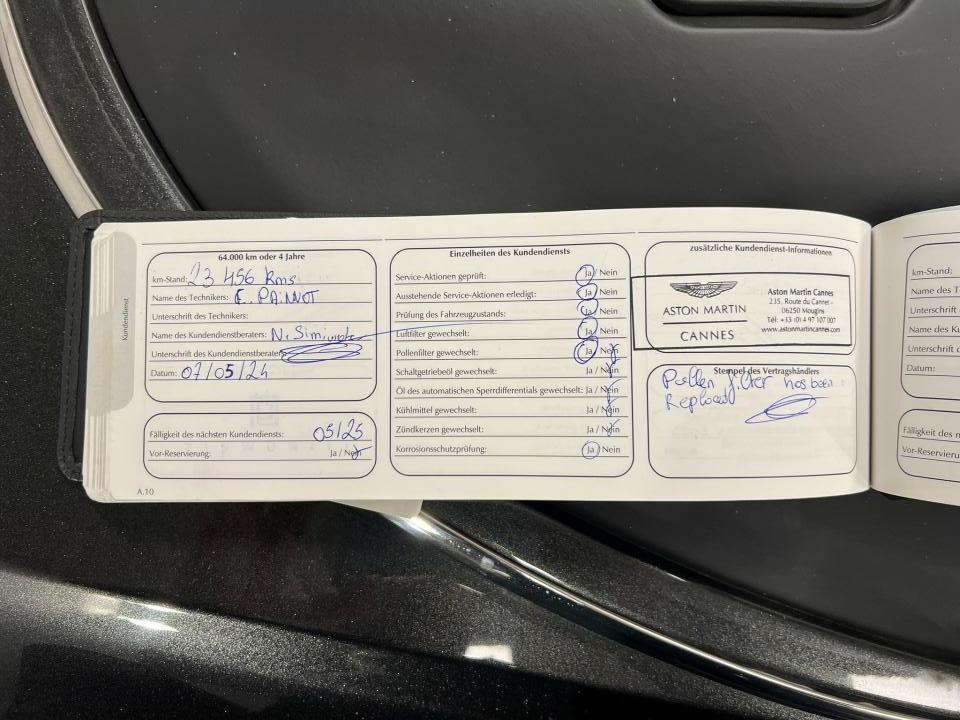 Kundendienst
64.000 km oder 4 Jahre
km-Stand: 23 456 Kms
Name des Technikers: E. PAINNOT
Unterschrift des Technikers:
Name des Kundendienstberaters: N.
Unterschrift des Kundendienstberaters
Datum: 07/05/24
Fälligkeit des nächsten Kundendiensts: 05/25
Vor-Reservierung: Ja / Nein
A.10
Einzelheiten des Kundendiensts
Service-Aktionen geprüft: Ja / Nein
Ausstehende Service-Aktionen erledigt: Ja / Nein
Prüfung des Fahrzeugzustands: Ja / Nein
Luftfilter gewechselt: Ja / Nein
Pollenfilter gewechselt: Ja / Nein
Schaltgetriebeöl gewechselt: Ja / Nein
Öl des automatischen Sperrdifferentials gewechselt: Ja / Nein
Kühlmittel gewechselt: Ja / Nein
Zündkerzen gewechselt: Ja / Nein
Korrosionsschutzprüfung: Ja / Nein
zusätzliche Kundendienst-Informationen
ASTON MARTIN
CANNES
Aston Martin Cannes
235, Route du Cannet -
06250 Mougins
Tél: +33 (0) 4 97 107 007
www.astonmartincannes.com
Stempel des Vertragshändlers
Pollen filter has been
Replaced
km-Stand:
Name des T
Unterschrift
Name des Ku
Unterschrift d
Datum:
Fälligkeit des n
Vor-Reservieru